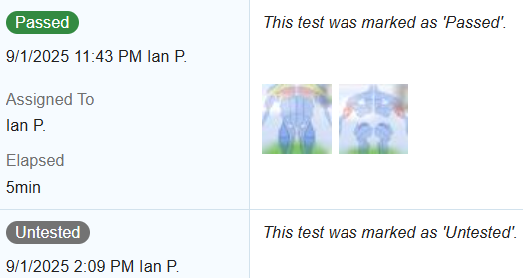 Passed
This test was marked as 'Passed'.
9/1/2025 11:43 PM Ian P.
Assigned To
Ian P.
Elapsed
5min
Untested
This test was marked as 'Untested'.
9/1/2025 2:09 PM Ian P.